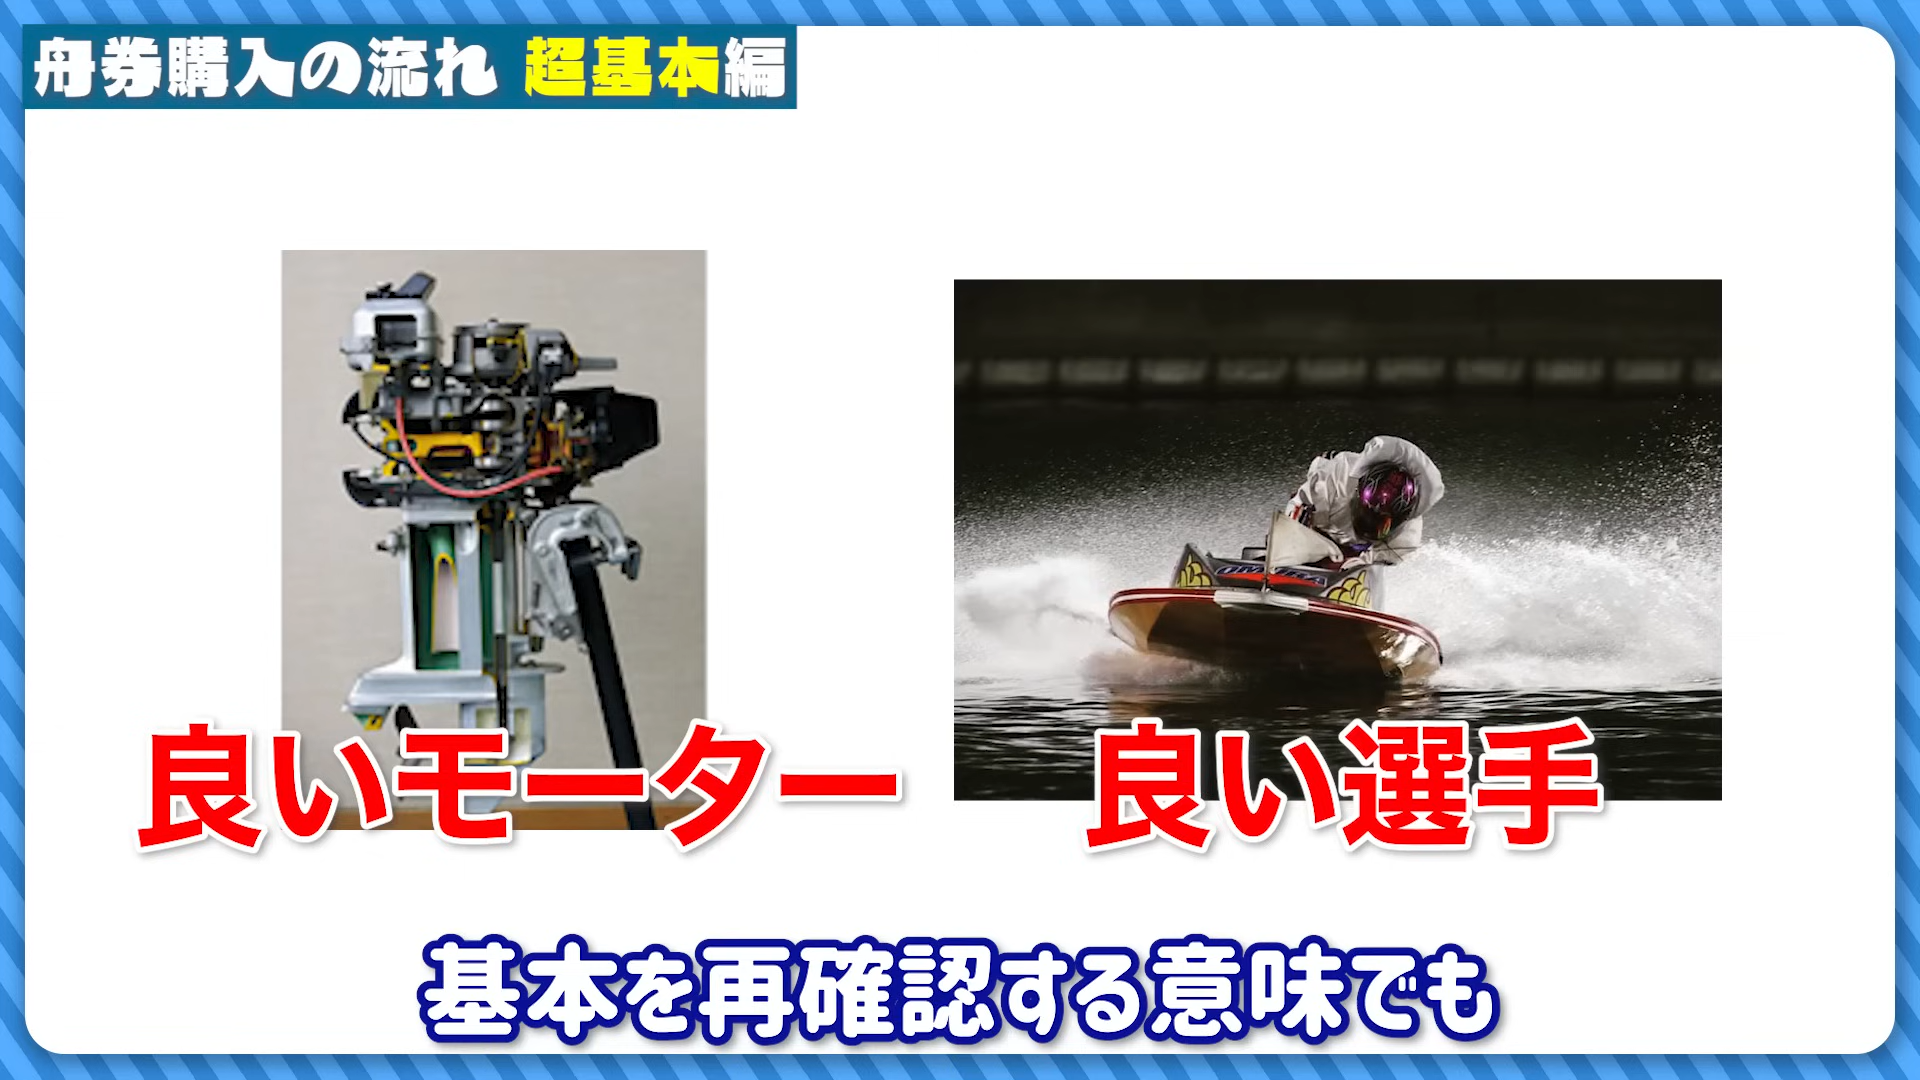 舟券購入の流れ 超基本編
OMURA
良いモーター
良い選手
基本を再確認する意味でも